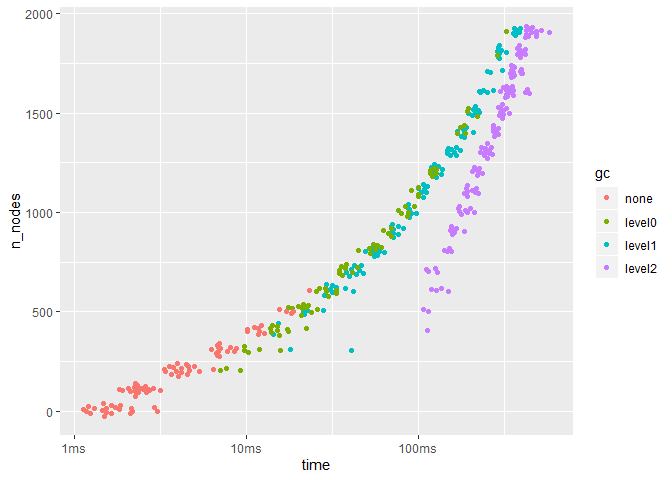 2000
1500
1000
500
0
n_nodes
1ms
10ms
100ms
time
gc
none
level0
level1
level2